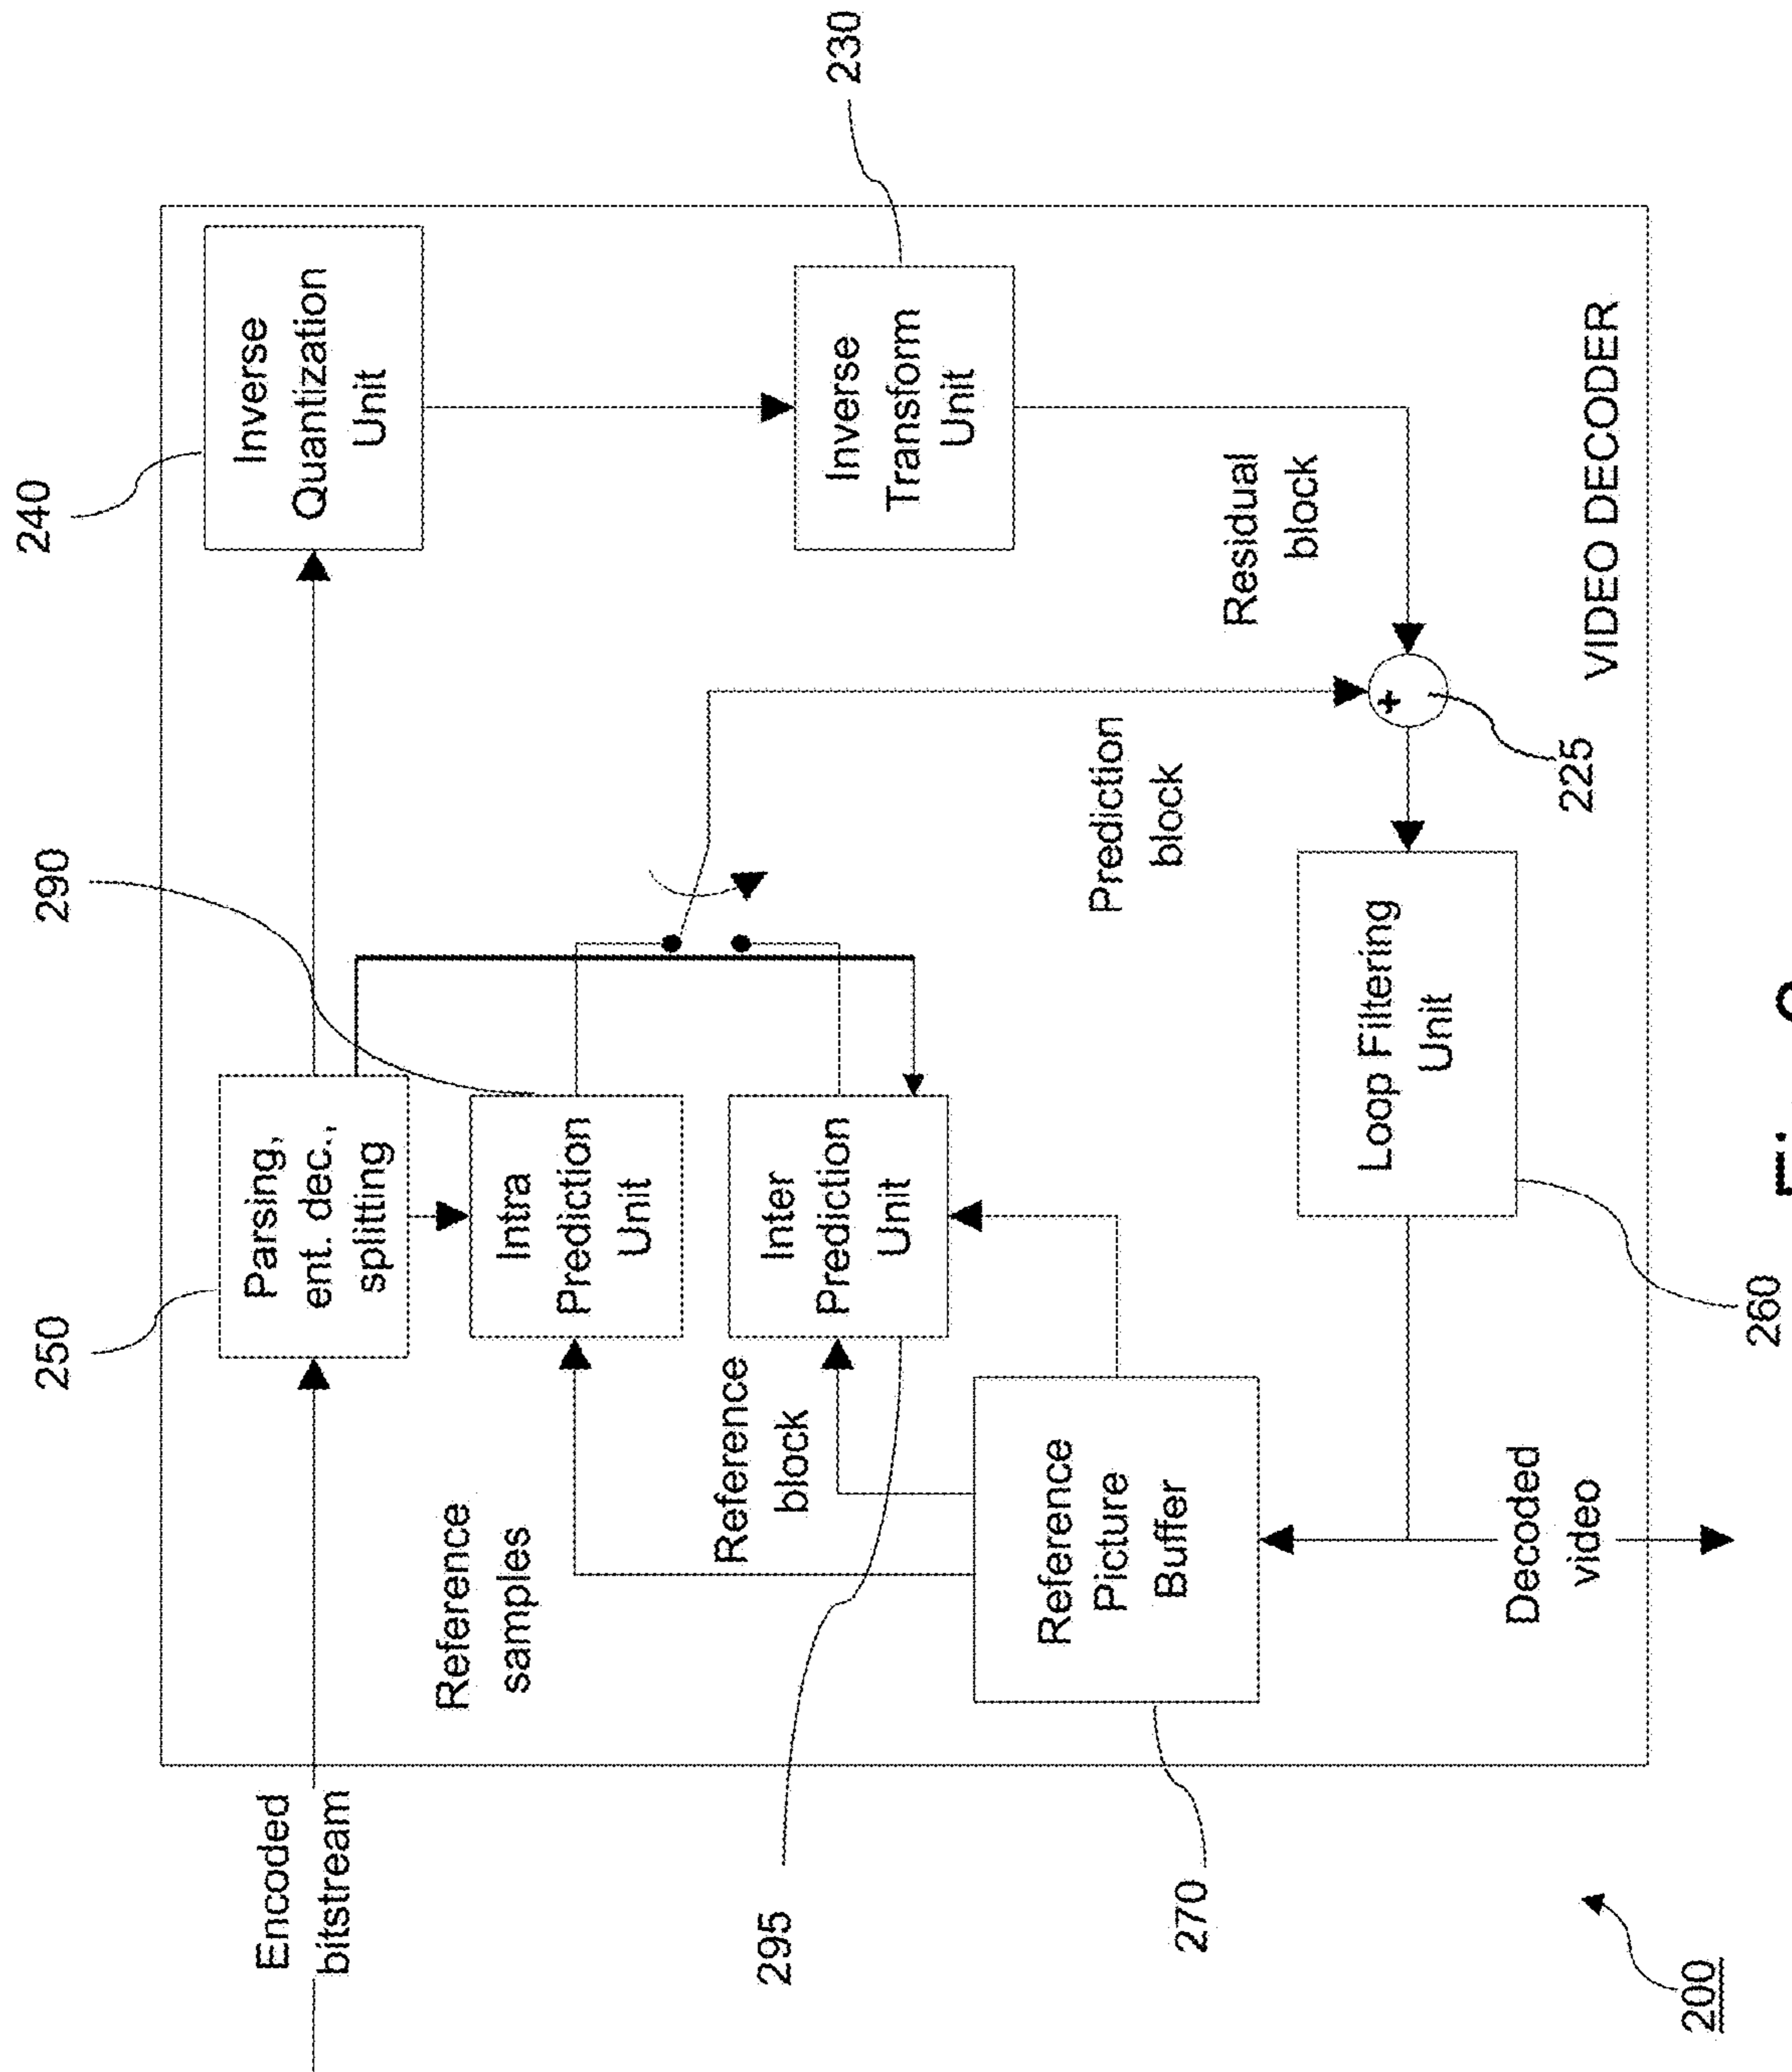 Encoded
bitstream
250
290
240
Parsing,
ent. dec.,
splitting
Inverse
Quantization
Unit
Reference
samples
Intra
Prediction
Unit
Reference
block
Inter
Prediction
Unit
295
230
Inverse
Transform
Unit
Reference
Picture
Buffer
270
Prediction
block
Residual
block
+
Loop Filtering
Unit
225
260
Decoded
video
VIDEO DECODER
200